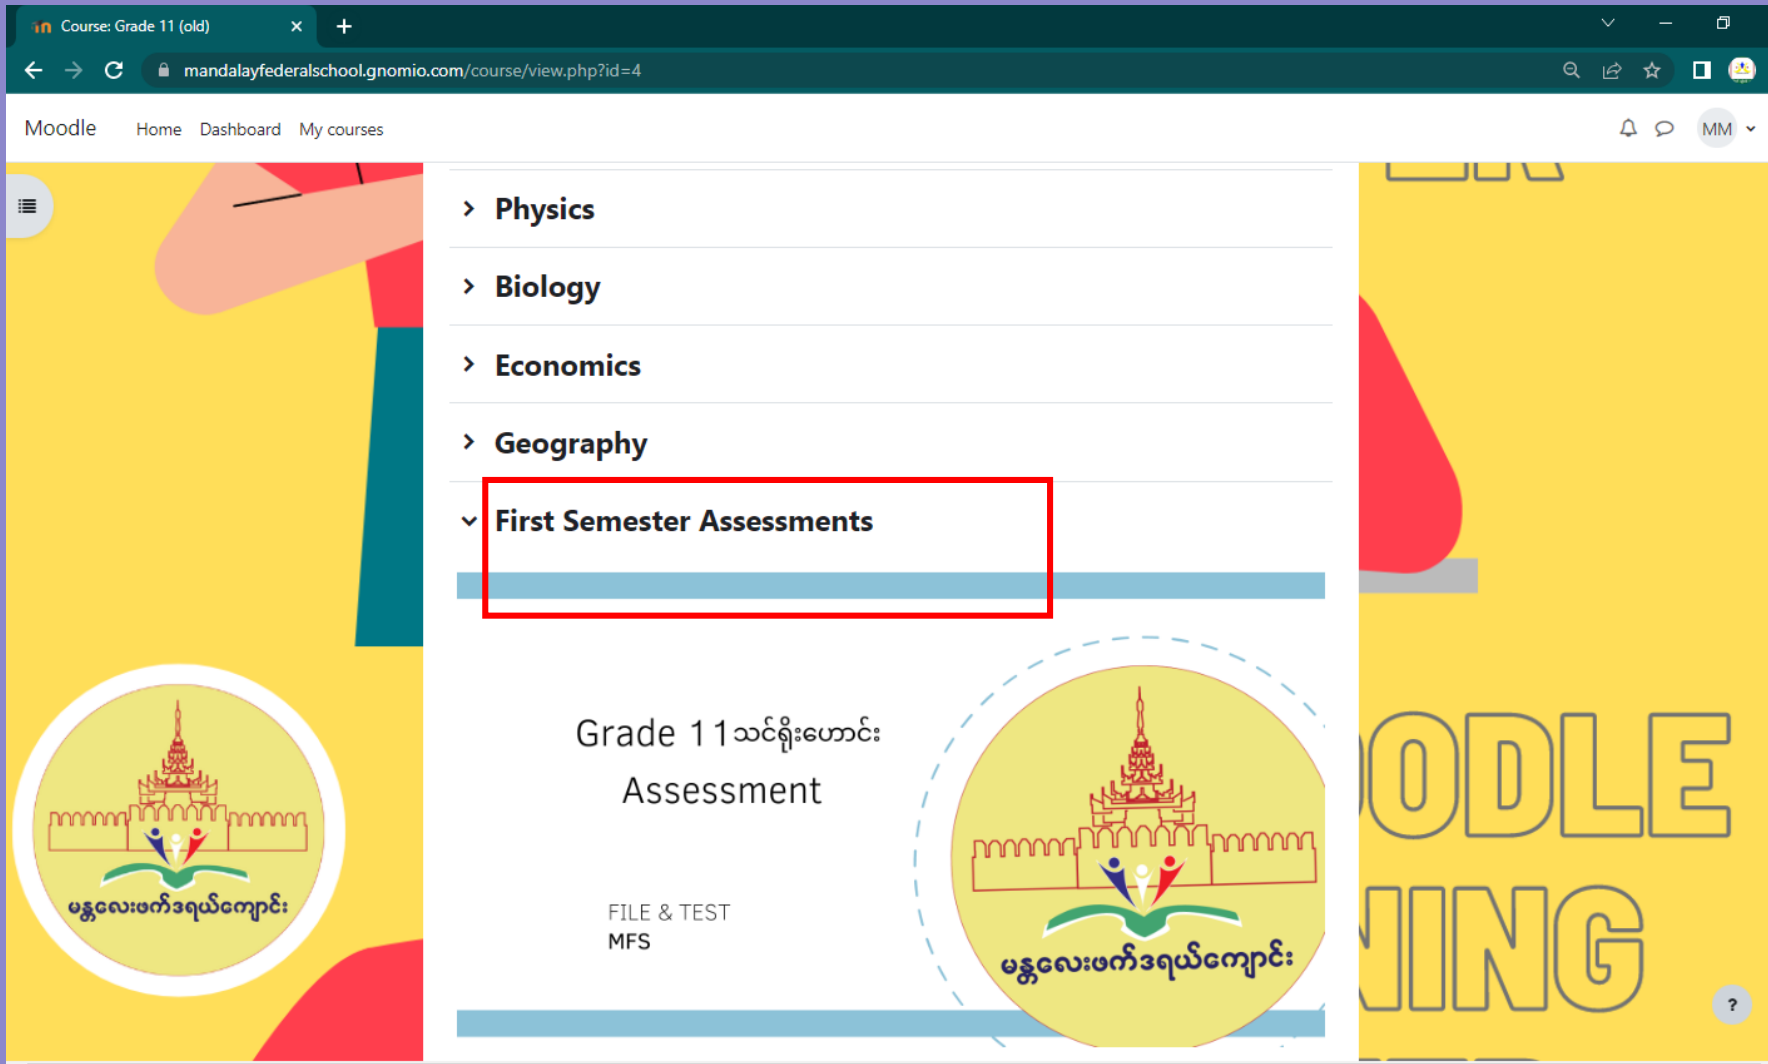 Course: Grade 11 (old)
mandalayfederalschool.gnomio.com/course/view.php?id=4
Moodle Home Dashboard My courses
MM
Physics
Biology
Economics
Geography
First Semester Assessments
Grade 11သင်ရိုးဟောင်း
Assessment
FILE & TEST
MFS
မန္တလေးဖက်ဒရယ်ကျောင်း
မန္တလေးဖက်ဒရယ်ကျောင်း
ODLE
NING
?